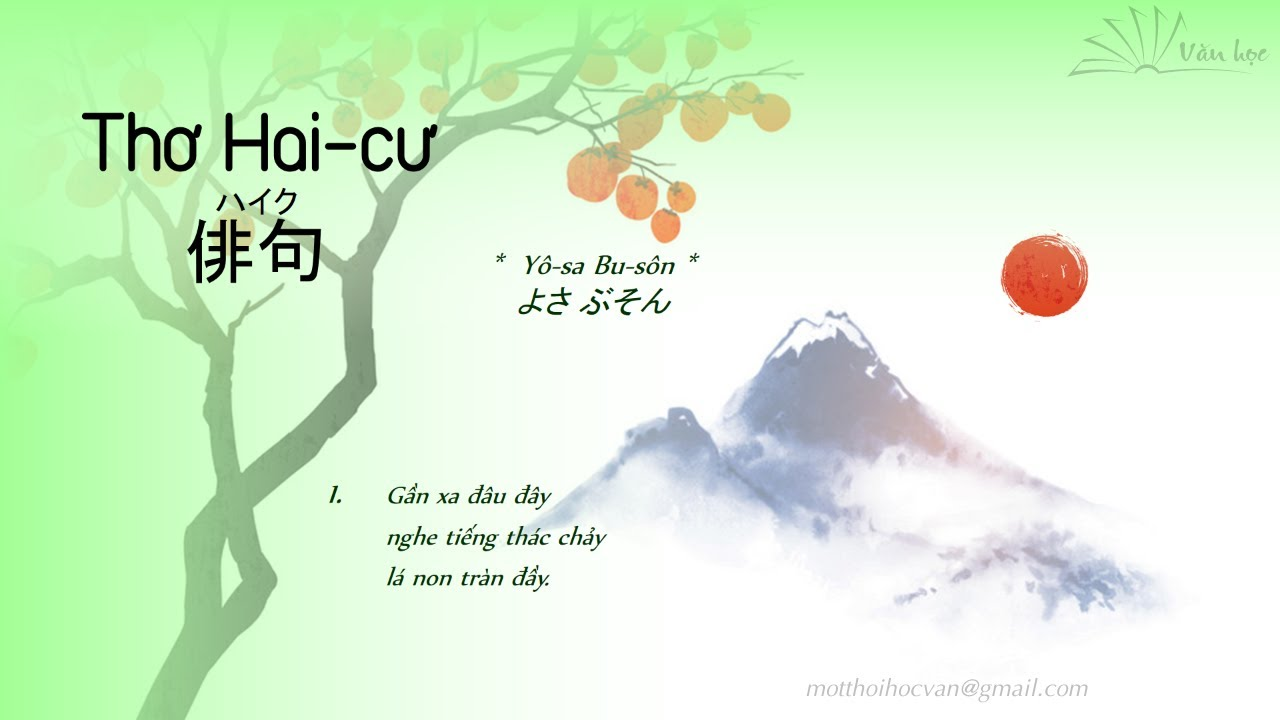 Văn học
Thơ Hai-cư
ハイク
俳句
* Yô-sa Bu-sôn *
よさ ぶそん
1. Gần xa đâu đây
nghe tiếng thác chảy
lá non tràn đầy.
motthoihocvan@gmail.com